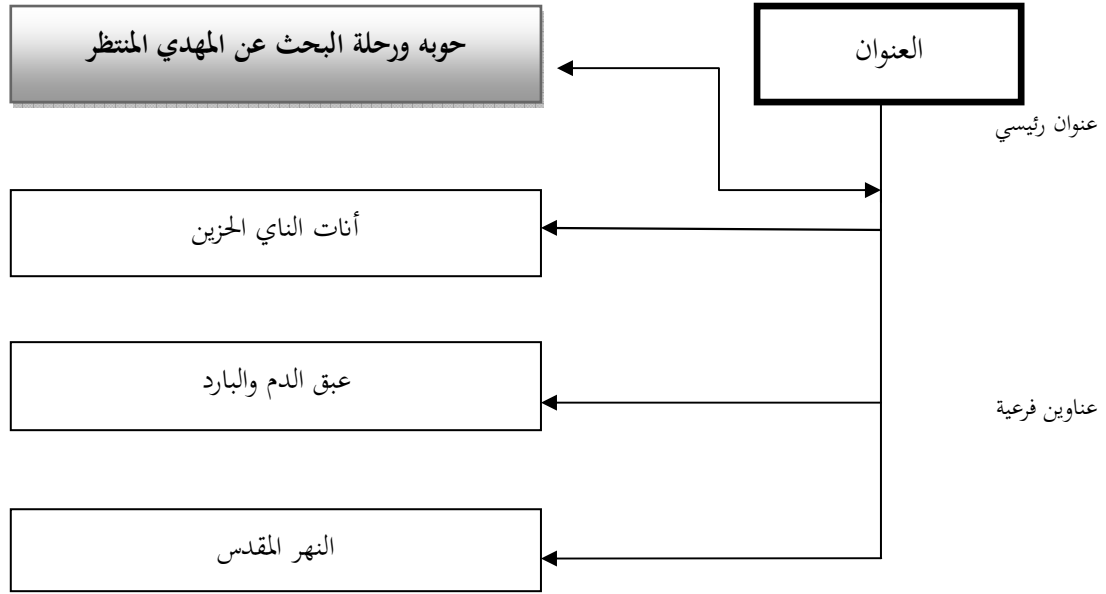 العنوان
حوبه ورحلة البحث عن المهدي المنتظر
عنوان رئيسي
أنات الناي الحزين
عبق الدم والبارد
عناوين فرعية
النهر المقدس